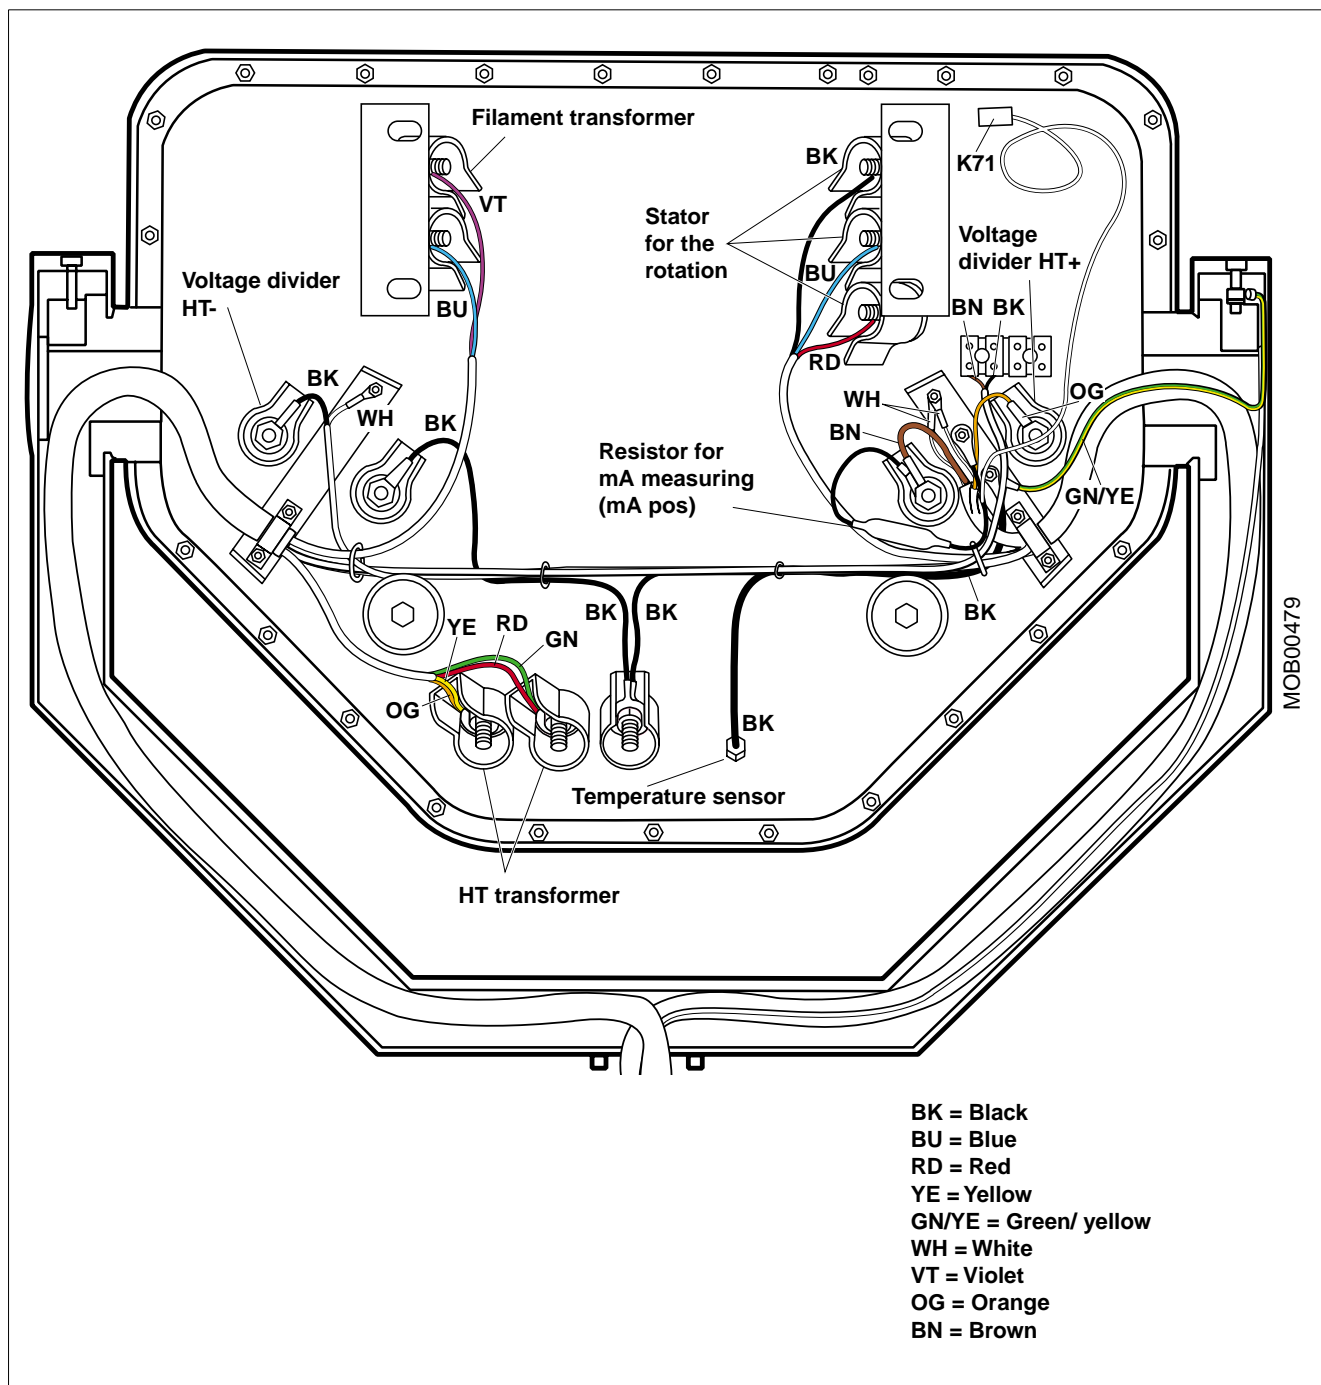 Filament transformer
BK
K71
VT
Stator
for the
rotation
Voltage
divider HT+
Voltage divider
HT-
BU
BU
BN
BK
RD
BK
WH
BK
WH
OG
BN
Resistor for
mA measuring
(mA pos)
GN/YE
BK
BK
BK
YE
RD
GN
OG
BK
Temperature sensor
HT transformer
MOB00479
BK = Black
BU = Blue
RD = Red
YE = Yellow
GN/YE = Green/ yellow
WH = White
VT = Violet
OG = Orange
BN = Brown